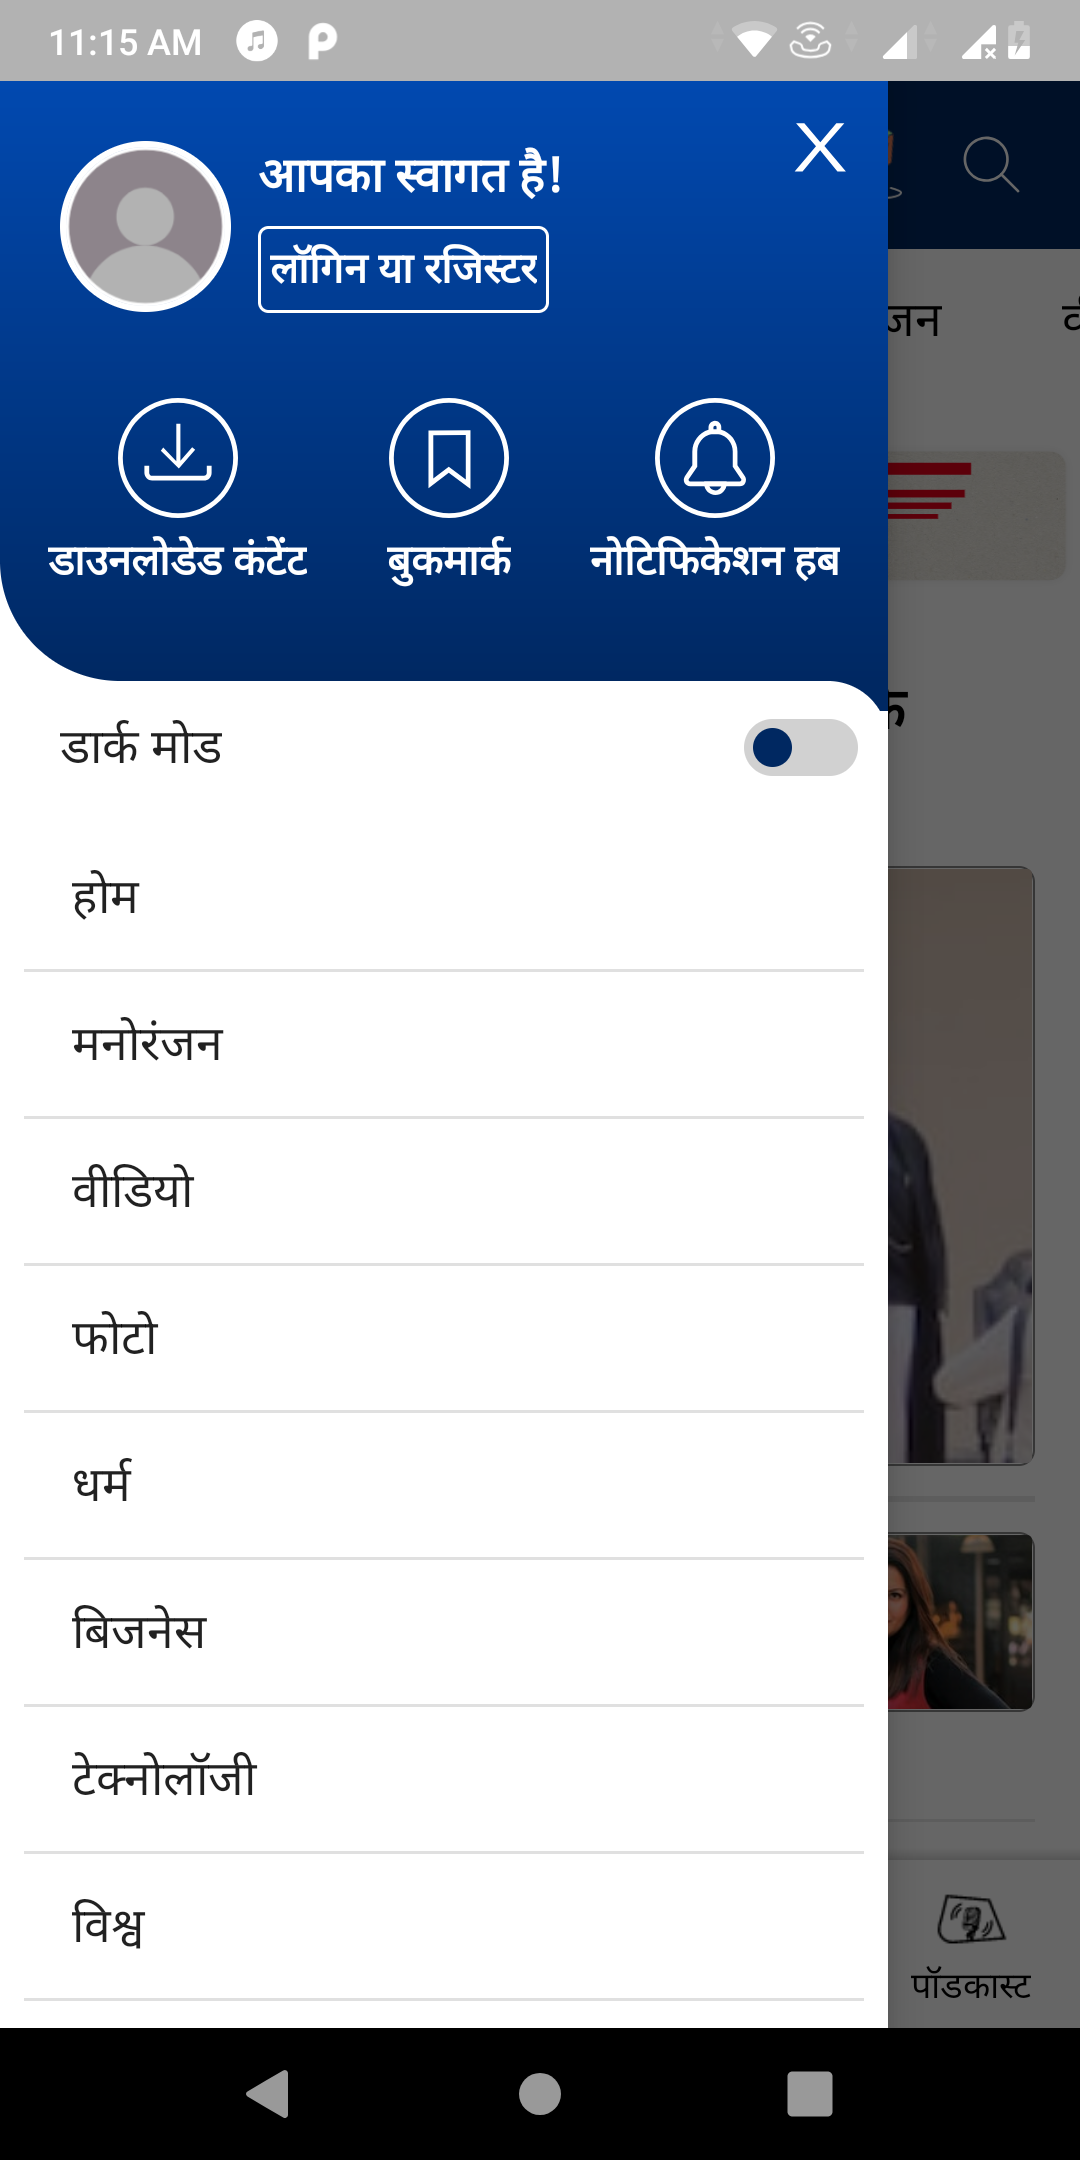 11:15 AM
आपका स्वागत है!
लॉगिन या रजिस्टर
डाउनलोडेड कंटेंट
बुकमार्क
नोटिफिकेशन हब
डार्क मोड
होम
मनोरंजन
वीडियो
फोटो
धर्म
बिजनेस
टेक्नोलॉजी
विश्व
जन
पॉडकास्ट